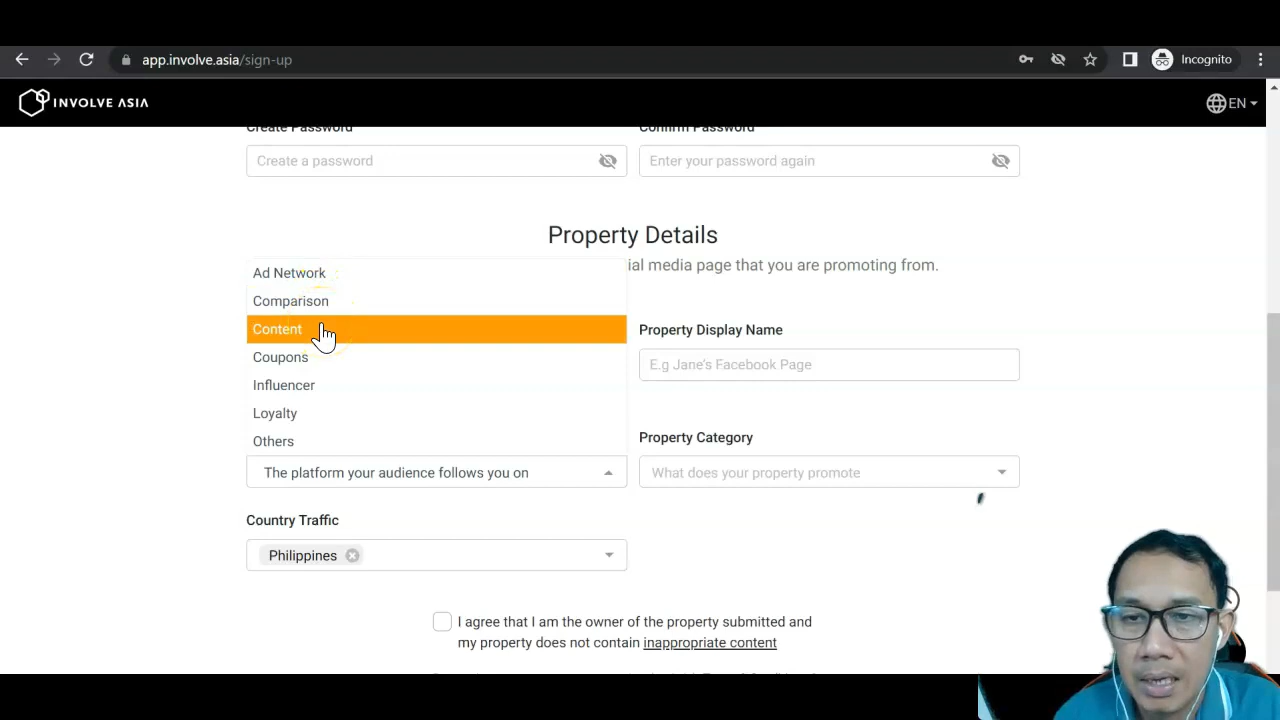 app.involve.asia/sign-up
Incognito
INVOLVE ASIA
EN
Create Password
Confirm Password
Create a password
Enter your password again
Property Details
ial media page that you are promoting from.
Ad Network
Comparison
Content
Coupons
Influencer
Loyalty
Others
The platform your audience follows you on
Property Display Name
E.g Jane's Facebook Page
Property Category
What does your property promote
Country Traffic
Philippines
I agree that I am the owner of the property submitted and
my property does not contain inappropriate content